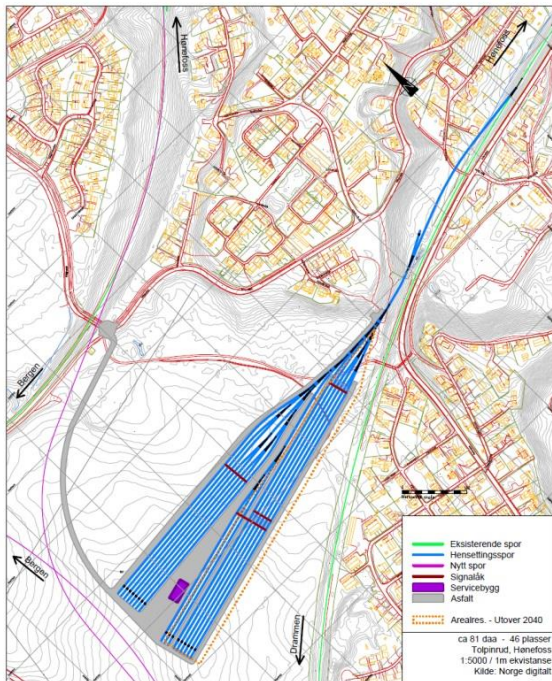 Hønefoss
Hønefoss
Bergen
Bergen
Drammen
Eksisterende spor
Hensettingsspor
Nytt spor
Signalåk
Servicebygg
Asfalt
Arealres. - Utover 2040
ca 81 daa - 46 plasser
Tolpinrud, Hønefoss
1:5000 / 1m ekvistanse
Kilde: Norge digitalt